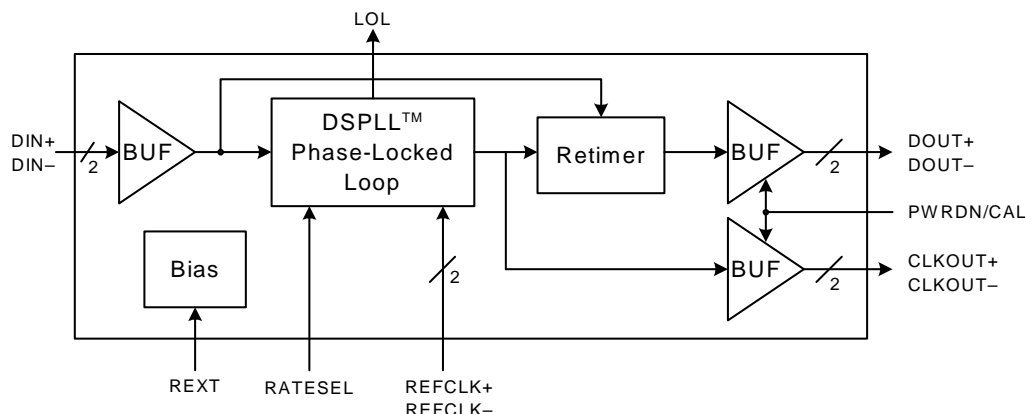 LOL
DSPLL™
Phase-Locked
Loop
DIN+
DIN–
2
BUF
Retimer
BUF
2
DOUT+
DOUT–
PWRDN/CAL
Bias
2
BUF
2
CLKOUT+
CLKOUT–
REXT
RATESEL
REFCLK+
REFCLK–